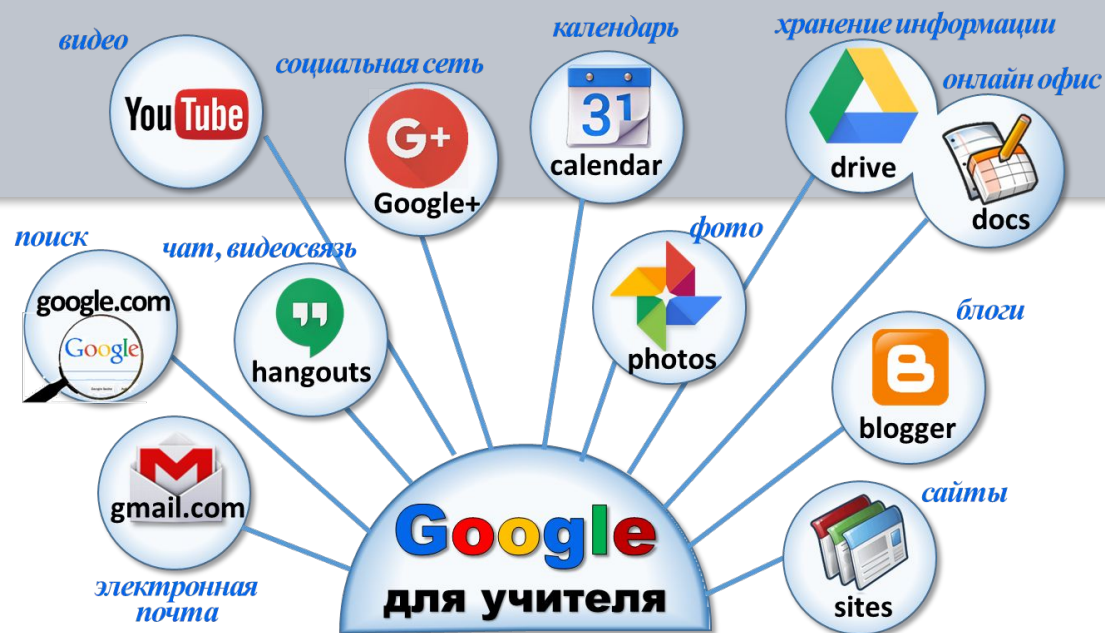 видео
YouTube
социальная сеть
G+
Google+
календарь
31
calendar
хранение информации
drive
онлайн офис
docs
поиск
google.com
Google
чат, видеосвязь
hangouts
фото
photos
блоги
blogger
gmail.com
электронная
почта
сайты
sites
Google
для учителя